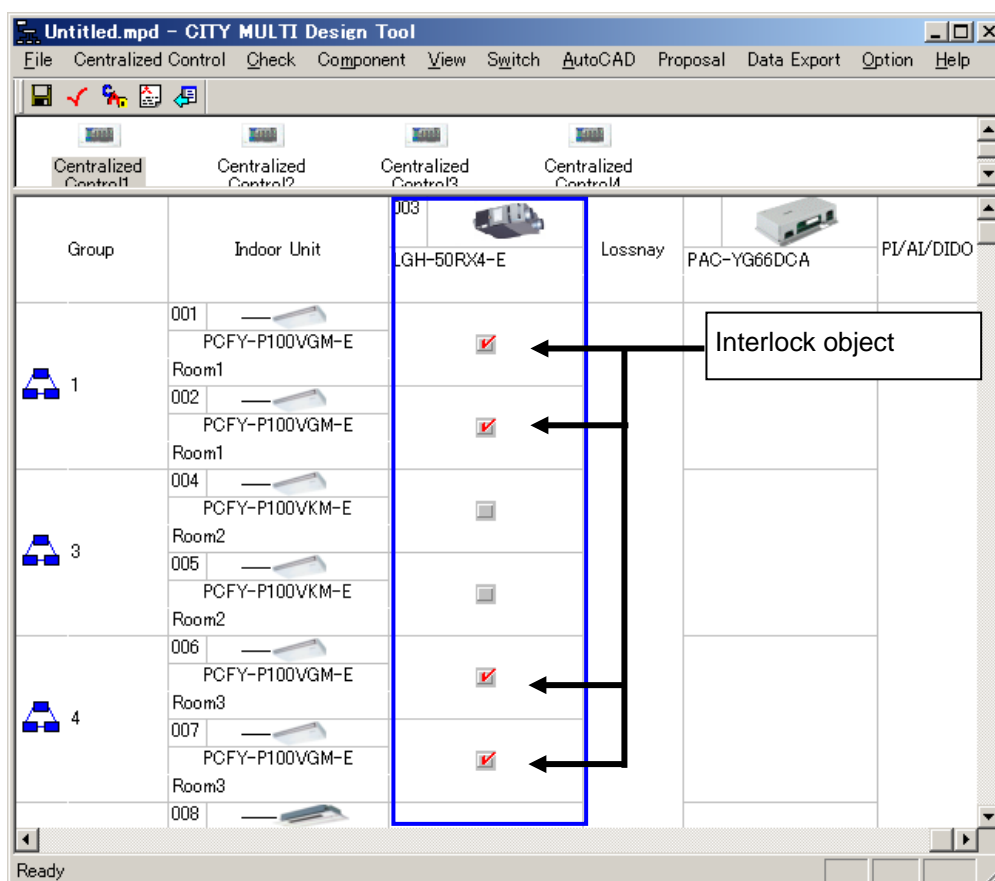 Untitled.mpd - CITY MULTI Design Tool
File Centralized Control Check Component View Switch AutoCAD Proposal Data Export Option Help
Centralized Control1
Centralized Control2
Centralized Control3
Centralized Control4
Group
Indoor Unit
003
LGH-50RX4-E
Lossnay
PAC-YG66DCA
PI/AI/DIDO
Interlock object
1
001
PCFY-P100VGM-E
Room1
002
PCFY-P100VGM-E
Room1
3
004
PCFY-P100VKM-E
Room2
005
PCFY-P100VKM-E
Room2
4
006
PCFY-P100VGM-E
Room3
007
PCFY-P100VGM-E
Room3
008
Ready